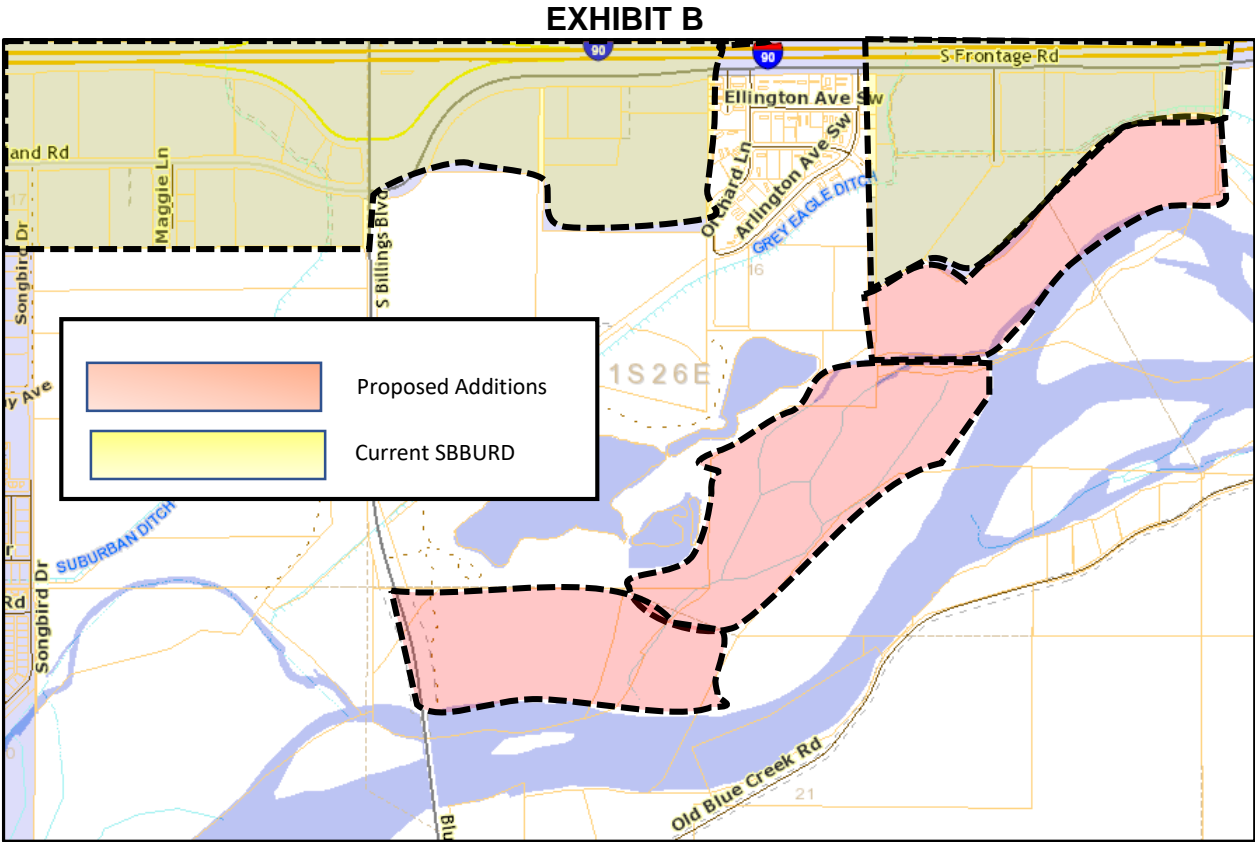 EXHIBIT B
90
90
S Frontage Rd
Ellington Ave Sw
and Rd
Maggie Ln
17
Orchard Ln
Arlington Ave Sw
GREY EAGLE DITCH
S Billings Blvd
Songbird Dr
16
1S26E
Proposed Additions
Current SBBURD
y Ave
SUBURBAN DITCH
r
Rd
Songbird Dr
Old Blue Creek Rd
21
Blu